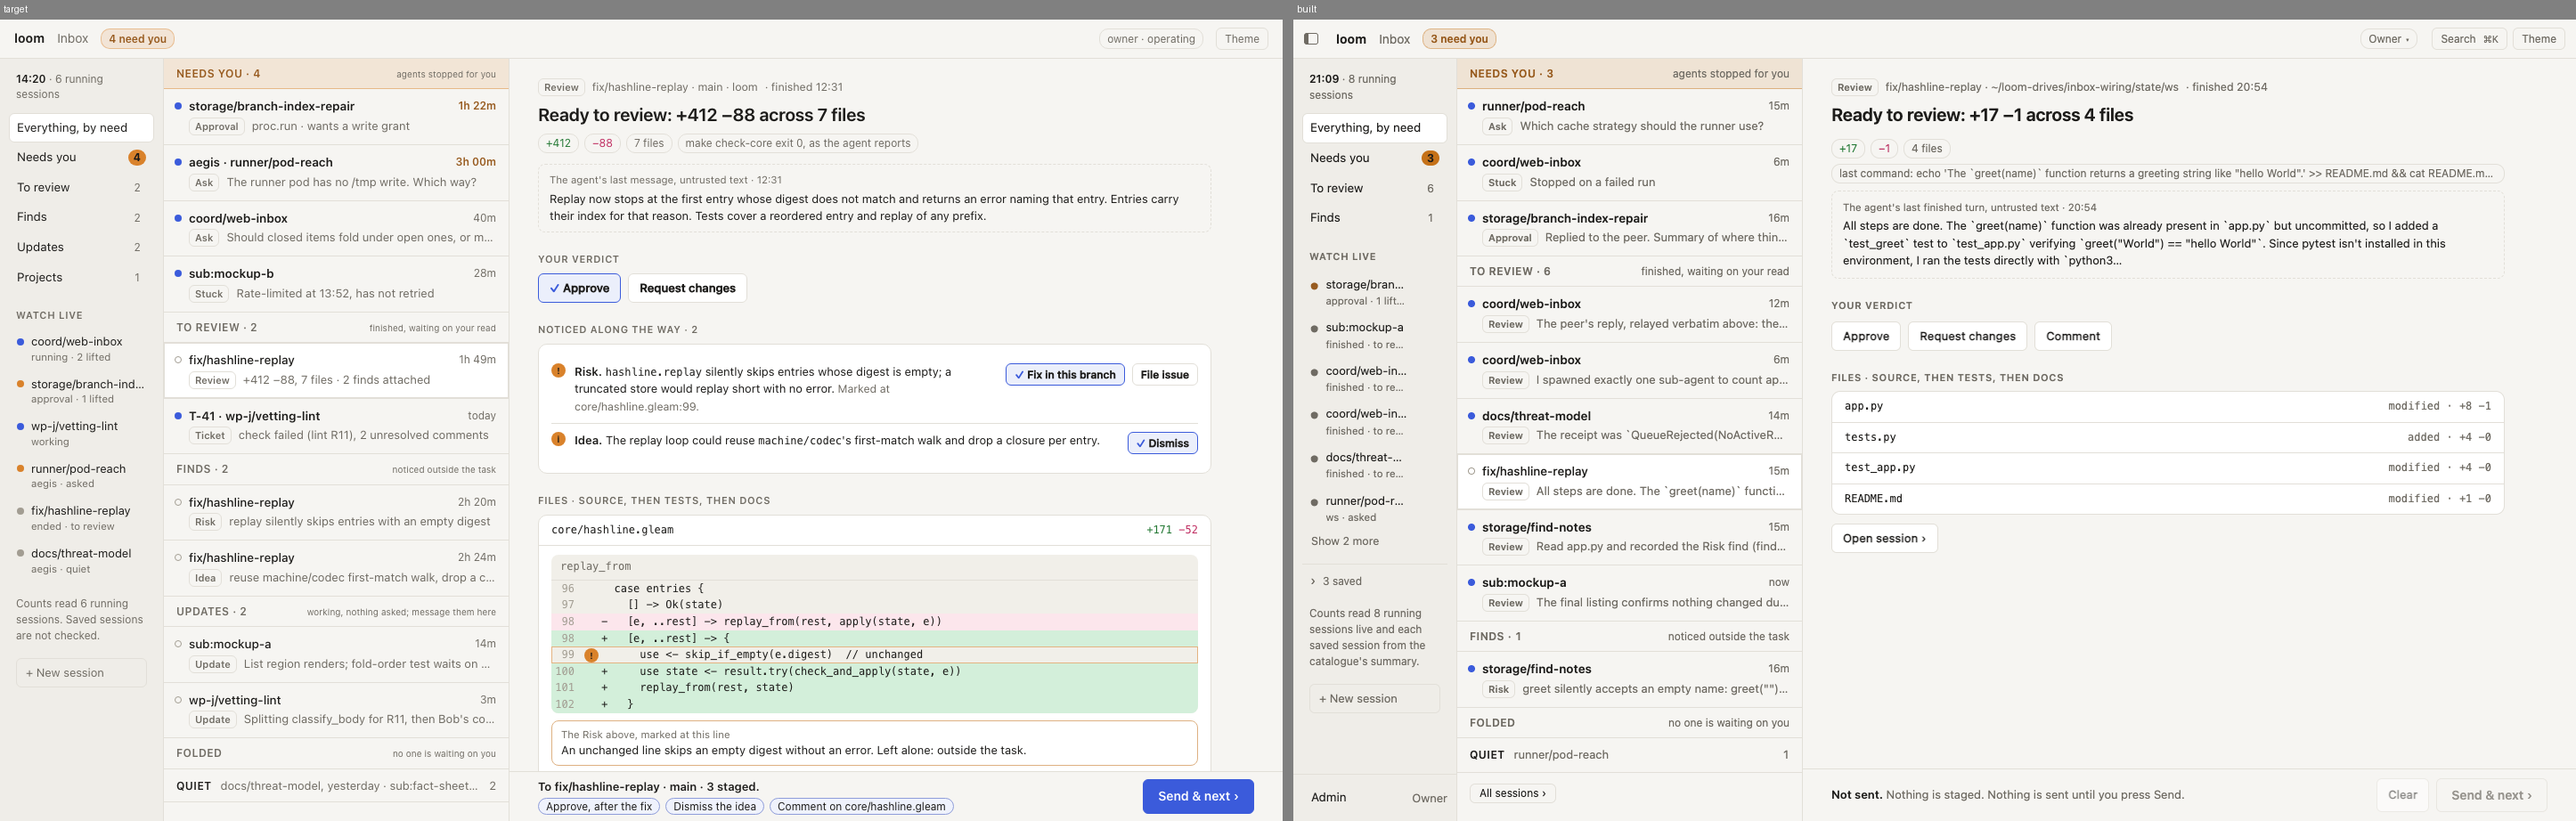 target
loom Inbox 4 need you
owner · operating Theme
14:20 · 6 running
sessions
Everything, by need
Needs you 4
To review 2
Finds 2
Updates 2
Projects 1
WATCH LIVE
coord/web-inbox
running · 2 lifted
storage/branch-ind...
approval · 1 lifted
wp-j/vetting-lint
working
runner/pod-reach
aegis · asked
fix/hashline-replay
ended · to review
docs/threat-model
aegis · quiet
Counts read 6 running
sessions. Saved sessions
are not checked.
+ New session
NEEDS YOU · 4 agents stopped for you
storage/branch-index-repair 1h 22m
Approval proc.run · wants a write grant
aegis · runner/pod-reach 3h 00m
Ask The runner pod has no /tmp write. Which way?
coord/web-inbox 40m
Ask Should closed items fold under open ones, or m...
sub:mockup-b 28m
Stuck Rate-limited at 13:52, has not retried
TO REVIEW · 2 finished, waiting on your read
fix/hashline-replay 1h 49m
Review +412 −88, 7 files · 2 finds attached
T-41 · wp-j/vetting-lint today
Ticket check failed (lint R11), 2 unresolved comments
FINDS · 2 noticed outside the task
fix/hashline-replay 2h 20m
Risk replay silently skips entries with an empty digest
fix/hashline-replay 2h 24m
Idea reuse machine/codec first-match walk, drop a c...
UPDATES · 2 working, nothing asked; message them here
sub:mockup-a 14m
Update List region renders; fold-order test waits on ...
wp-j/vetting-lint 3m
Update Splitting classify_body for R11, then Bob's co...
FOLDED no one is waiting on you
QUIET docs/threat-model, yesterday · sub:fact-sheet... 2
Review fix/hashline-replay · main · loom · finished 12:31
Ready to review: +412 −88 across 7 files
+412 −88 7 files make check-core exit 0, as the agent reports
The agent's last message, untrusted text · 12:31
Replay now stops at the first entry whose digest does not match and returns an error naming that entry. Entries carry
their index for that reason. Tests cover a reordered entry and replay of any prefix.
YOUR VERDICT
✓ Approve Request changes
NOTICED ALONG THE WAY · 2
! Risk. hashline.replay silently skips entries whose digest is empty; a
truncated store would replay short with no error. Marked at
core/hashline.gleam:99.
✓ Fix in this branch File issue
i Idea. The replay loop could reuse machine/codec's first-match walk and drop a closure per entry. ✓ Dismiss
FILES · SOURCE, THEN TESTS, THEN DOCS
core/hashline.gleam +171 −52
replay_from
96 case entries {
97 [] -> Ok(state)
98 − [e, ..rest] -> replay_from(rest, apply(state, e))
98 + [e, ..rest] -> {
99 ! use <- skip_if_empty(e.digest) // unchanged
100 + use state <- result.try(check_and_apply(state, e))
101 + replay_from(rest, state)
102 + }
The Risk above, marked at this line
An unchanged line skips an empty digest without an error. Left alone: outside the task.
To fix/hashline-replay · main · 3 staged.
Approve, after the fix Dismiss the idea Comment on core/hashline.gleam
Send & next ›
built
loom Inbox 3 need you
Owner Search ⌘K Theme
21:09 · 8 running
sessions
Everything, by need
Needs you 3
To review 6
Finds 1
WATCH LIVE
storage/bran...
approval · 1 lift...
sub:mockup-a
finished · to re...
coord/web-in...
finished · to re...
coord/web-in...
finished · to re...
docs/threat-...
finished · to re...
runner/pod-r...
ws · asked
Show 2 more
› 3 saved
Counts read 8 running
sessions live and each
saved session from the
catalogue's summary.
+ New session
Admin Owner
NEEDS YOU · 3 agents stopped for you
runner/pod-reach 15m
Ask Which cache strategy should the runner use?
coord/web-inbox 6m
Stuck Stopped on a failed run
storage/branch-index-repair 16m
Approval Replied to the peer. Summary of where thin...
TO REVIEW · 6 finished, waiting on your read
coord/web-inbox 12m
Review The peer's reply, relayed verbatim above: the...
coord/web-inbox 6m
Review I spawned exactly one sub-agent to count ap...
docs/threat-model 14m
Review The receipt was `QueueRejected(NoActiveR...
fix/hashline-replay 15m
Review All steps are done. The `greet(name)` functi...
storage/find-notes 15m
Review Read app.py and recorded the Risk find (find...
sub:mockup-a now
Review The final listing confirms nothing changed du...
FINDS · 1 noticed outside the task
storage/find-notes 16m
Risk greet silently accepts an empty name: greet("")...
FOLDED no one is waiting on you
QUIET runner/pod-reach 1
All sessions ›
Review fix/hashline-replay · ~/loom-drives/inbox-wiring/state/ws · finished 20:54
Ready to review: +17 −1 across 4 files
+17 −1 4 files
last command: echo 'The `greet(name)` function returns a greeting string like "hello World".' >> README.md && cat README.m...
The agent's last finished turn, untrusted text · 20:54
All steps are done. The `greet(name)` function was already present in `app.py` but uncommitted, so I added a
`test_greet` test to `test_app.py` verifying `greet("World") == "hello World"`. Since pytest isn't installed in this
environment, I ran the tests directly with `python3...
YOUR VERDICT
Approve Request changes Comment
FILES · SOURCE, THEN TESTS, THEN DOCS
app.py modified · +8 −1
tests.py added · +4 −0
test_app.py modified · +4 −0
README.md modified · +1 −0
Open session ›
Not sent. Nothing is staged. Nothing is sent until you press Send.
Clear Send & next ›